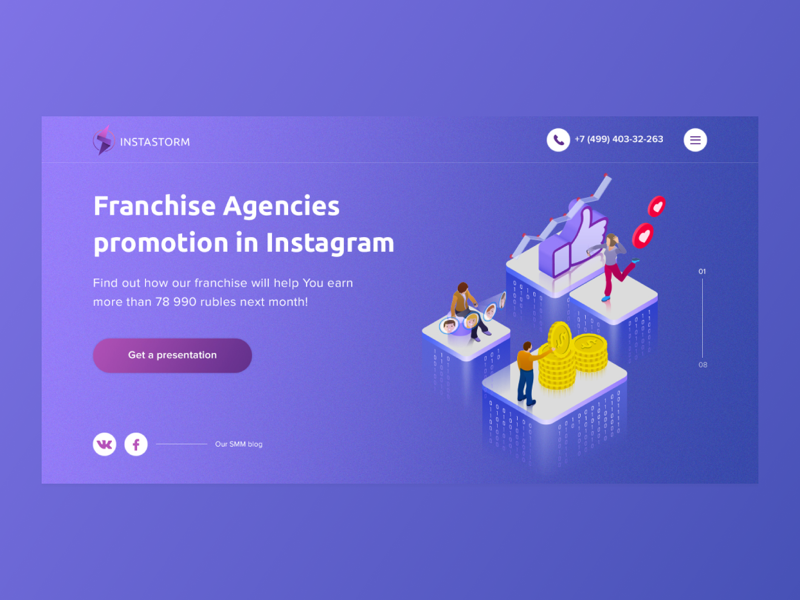 INSTASTORM
+7 (499) 403-32-263
Franchise Agencies
promotion in Instagram
Find out how our franchise will help You earn
more than 78 990 rubles next month!
Get a presentation
01
08
Our SMM blog